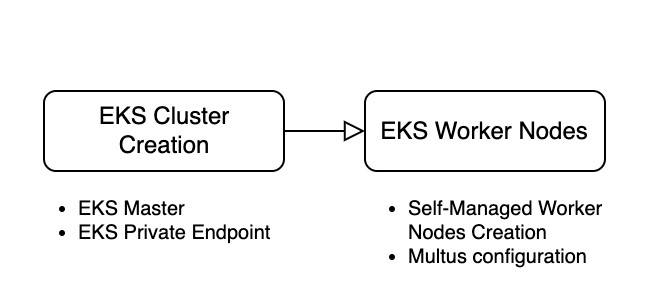 EKS Cluster
Creation
EKS Worker Nodes
• EKS Master
• EKS Private Endpoint
• Self-Managed Worker
Nodes Creation
• Multus configuration